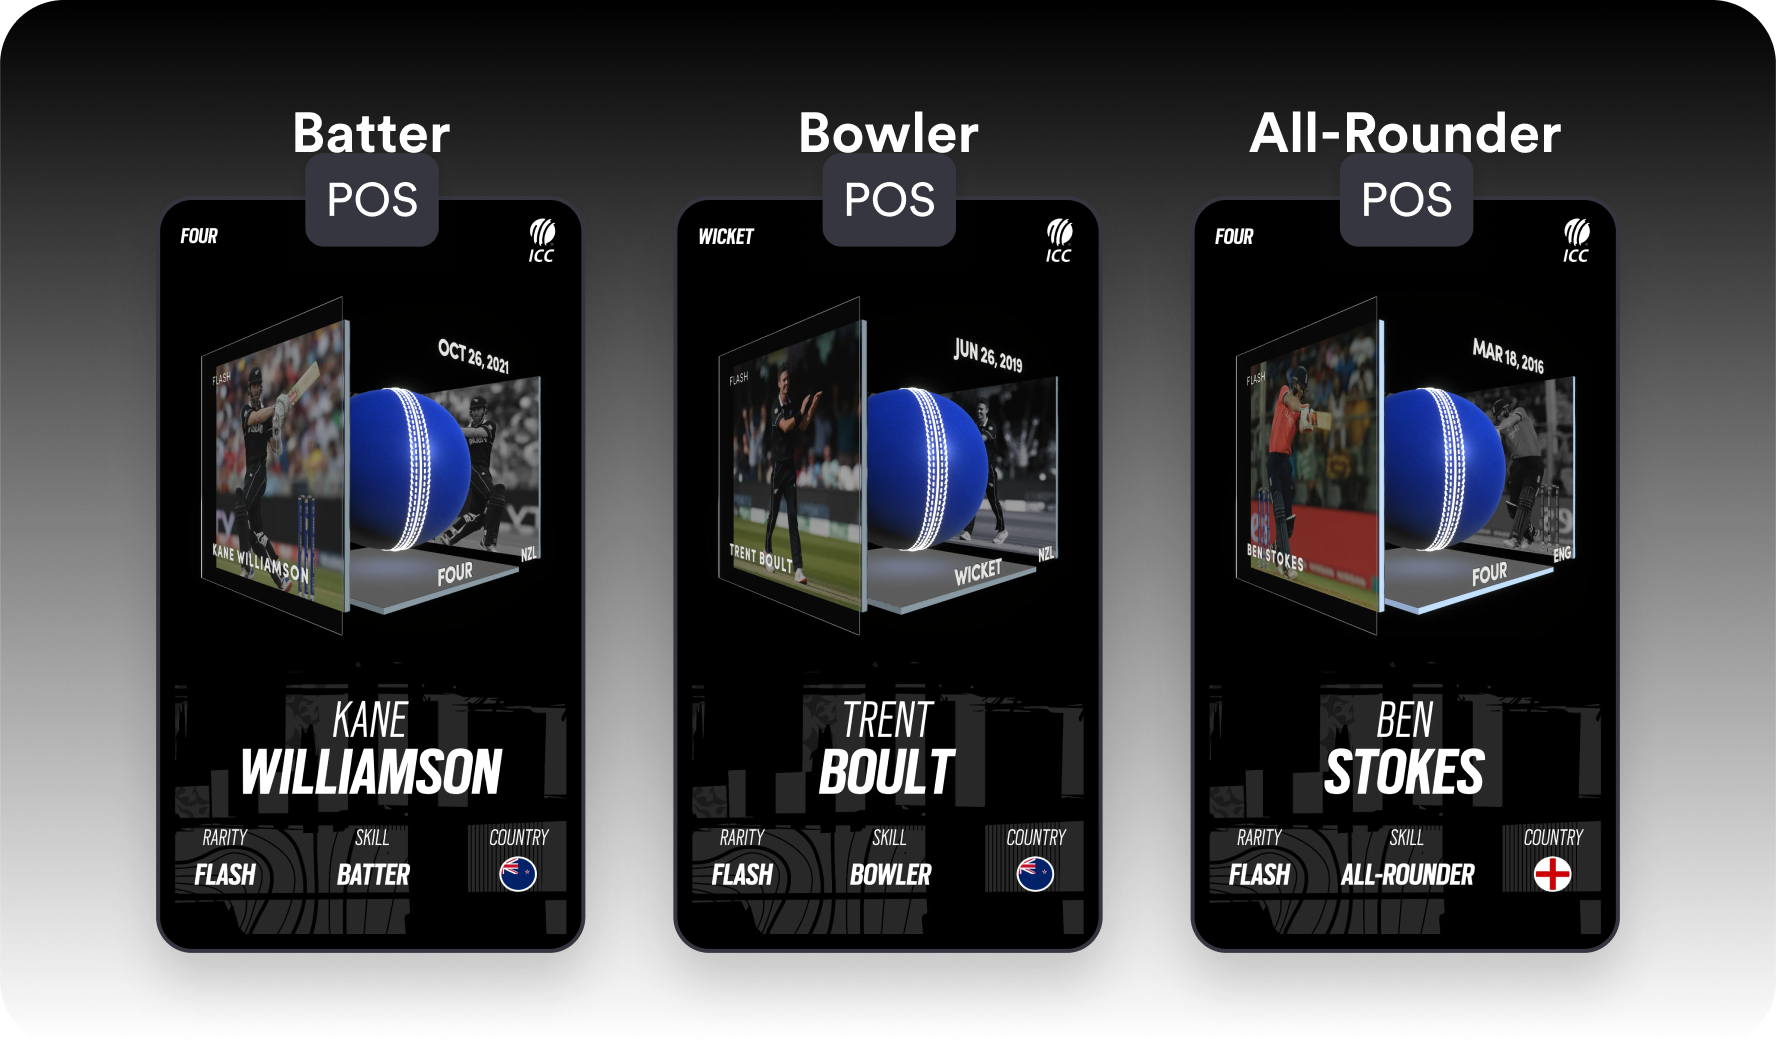 Batter
POS
FOUR
ICC
OCT 26, 2021
FLASH
KANE WILLIAMSON
NZL
FOUR
KANE
WILLIAMSON
RARITY SKILL COUNTRY
FLASH BATTER
Bowler
POS
WICKET
ICC
JUN 26, 2019
FLASH
TRENT BOULT
NZL
WICKET
TRENT
BOULT
RARITY SKILL COUNTRY
FLASH BOWLER
All-Rounder
POS
FOUR
ICC
MAR 18, 2016
FLASH
BEN STOKES
ENG
FOUR
BEN
STOKES
RARITY SKILL COUNTRY
FLASH ALL-ROUNDER